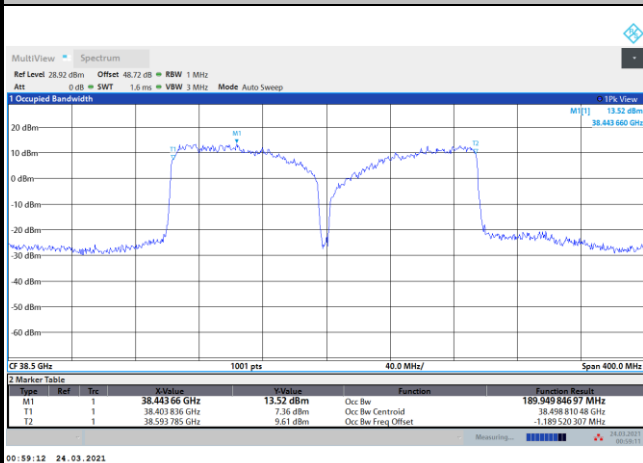 MultiView Spectrum
Ref Level 28.92 dBm Offset 48.72 dB RBW 1 MHz
Att 0 dB SWT 1.6 ms VBW 3 MHz Mode Auto Sweep
1 Occupied Bandwidth 1Pk View
M1[1] 13.52 dBm
38.443 660 GHz
20 dBm
M1
T1
T2
10 dBm
0 dBm
-10 dBm
-20 dBm
-30 dBm
-40 dBm
-50 dBm
-60 dBm
CF 38.5 GHz 1001 pts 40.0 MHz/ Span 400.0 MHz
2 Marker Table
Type Ref Trc X-Value Y-Value Function Function Result
M1 1 38.443 66 GHz 13.52 dBm Occ Bw 189.949 846 97 MHz
T1 1 38.403 836 GHz 7.36 dBm Occ Bw Centroid 38.498 810 48 GHz
T2 1 38.593 785 GHz 9.61 dBm Occ Bw Freq Offset -1.189 520 307 MHz
Measuring... 24.03.2021
00:59:11
00:59:12 24.03.2021